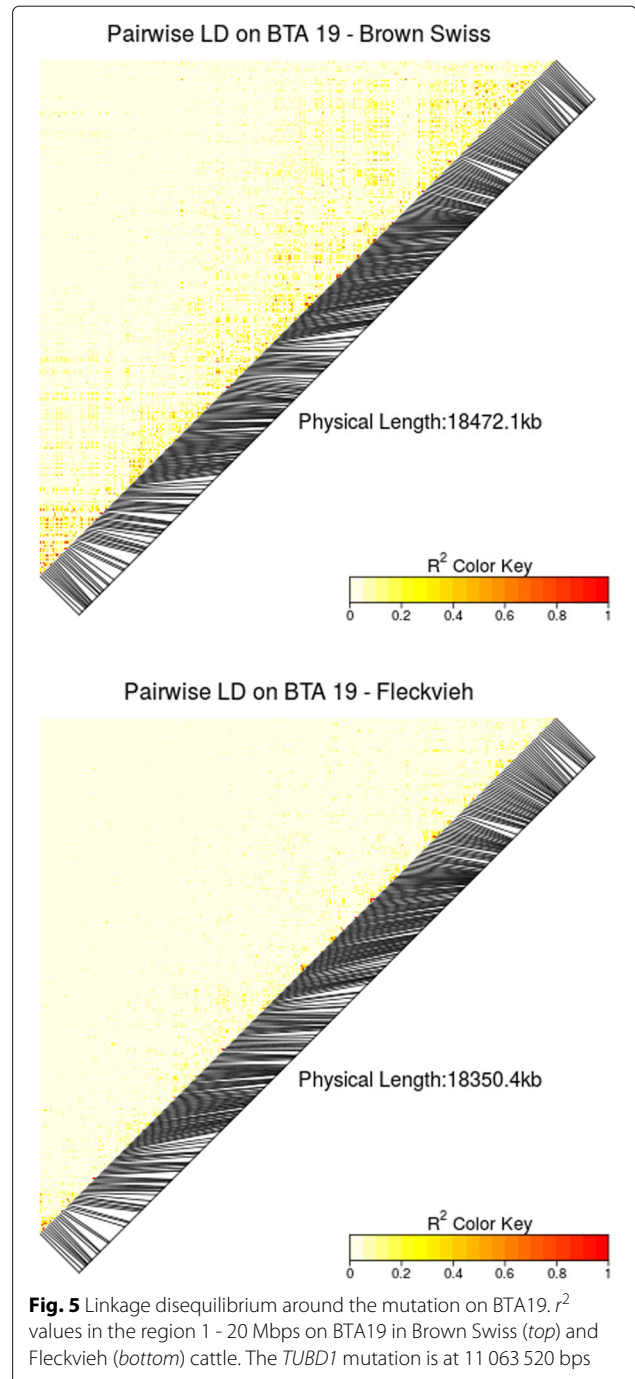 Pairwise LD on BTA 19 - Brown Swiss
Physical Length:18472.1kb
R² Color Key
0 0.2 0.4 0.6 0.8 1
Pairwise LD on BTA 19 - Fleckvieh
Physical Length:18350.4kb
R² Color Key
0 0.2 0.4 0.6 0.8 1
Fig. 5 Linkage disequilibrium around the mutation on BTA19. r²
values in the region 1 - 20 Mbps on BTA19 in Brown Swiss (top) and
Fleckvieh (bottom) cattle. The TUBD1 mutation is at 11 063 520 bps